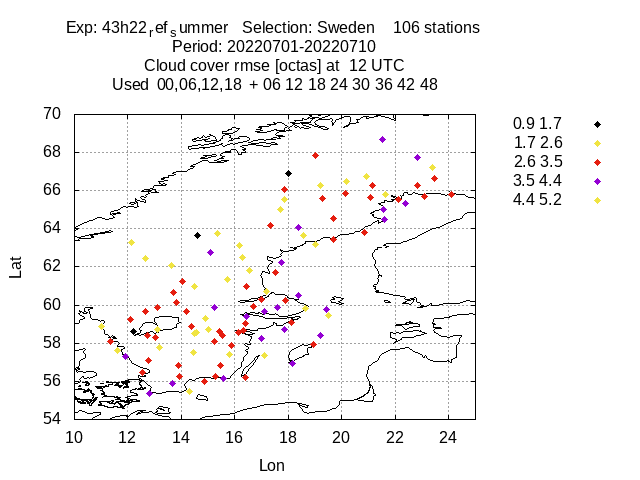 Exp: 43h22ref summer Selection: Sweden 106 stations
Period: 20220701-20220710
Cloud cover rmse [octas] at 12 UTC
Used 00,06,12,18 + 06 12 18 24 30 36 42 48
70
68
66
64
62
60
58
56
54
Lat
10 12 14 16 18 20 22 24
Lon
0.9 1.7
1.7 2.6
2.6 3.5
3.5 4.4
4.4 5.2